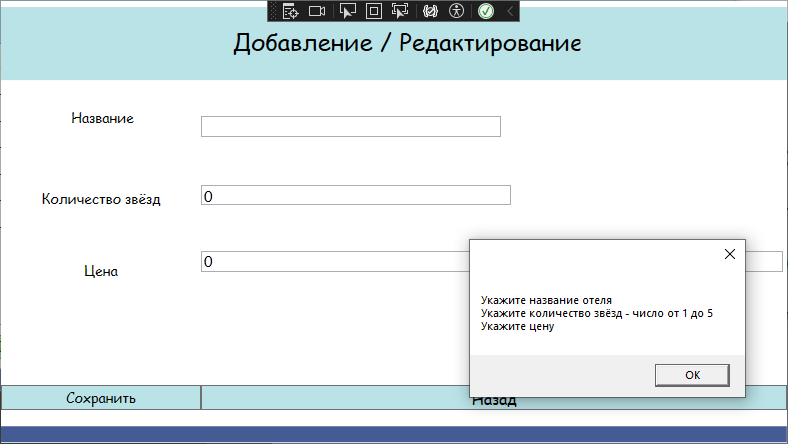 Добавление / Редактирование
Название
Количество звёзд
0
Цена
0
Укажите название отеля
Укажите количество звёзд - число от 1 до 5
Укажите цену
OK
Сохранить
Назад